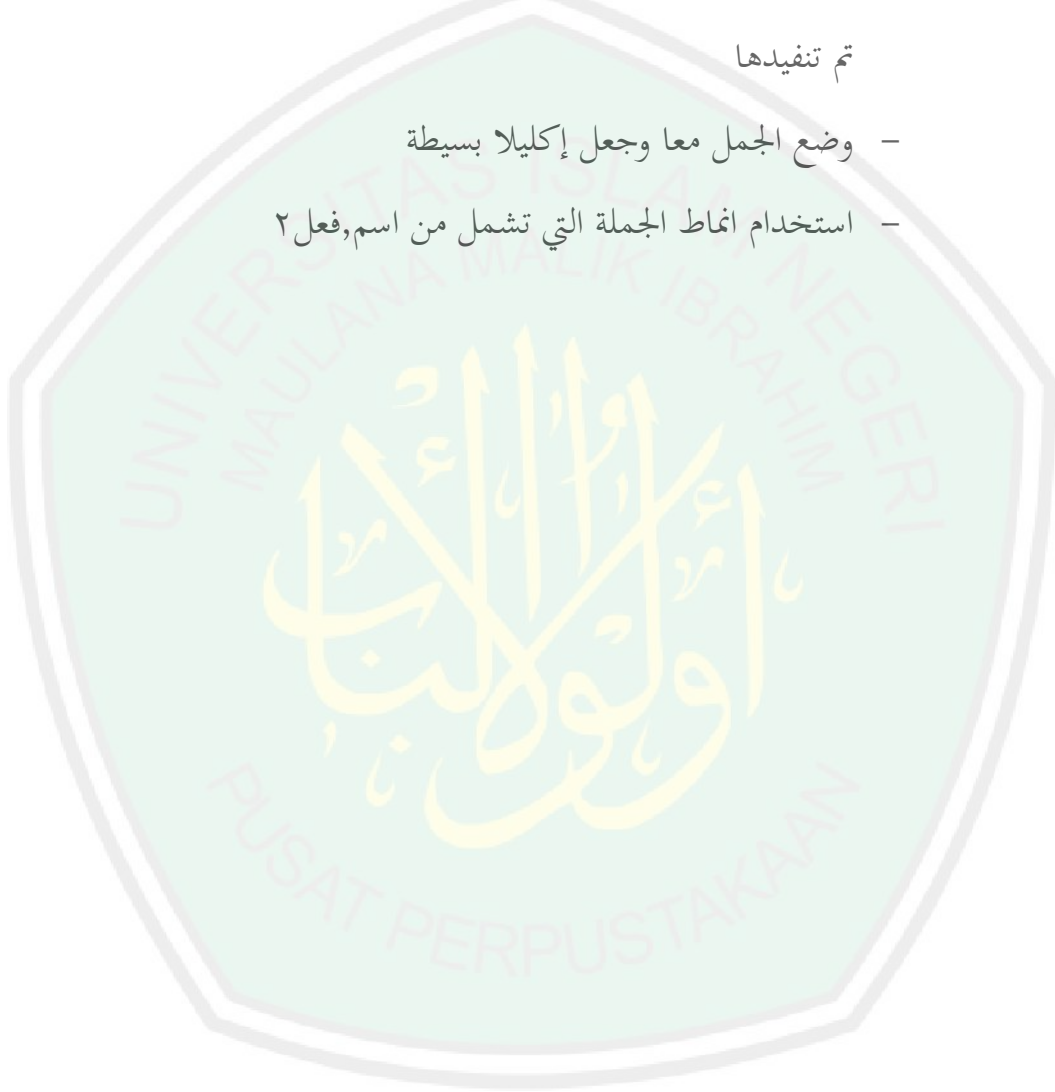 تم تنفيدها
- وضع الجمل معا وجعل إكليلا بسيطة
- استخدام انماط الجملة التي تشمل من اسم,فعل٢
UNIVERSITAS ISLAM NEGERI
MAULANA MALIK IBRAHIM
PUSAT PERPUSTAKAAN